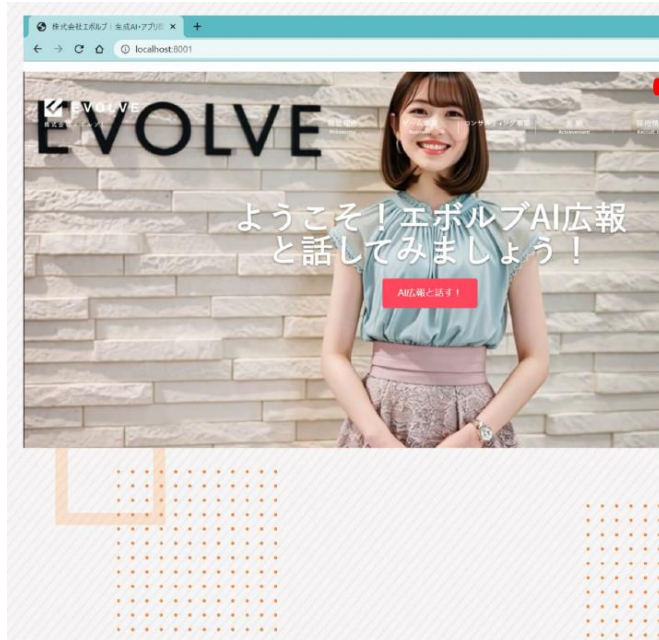 株式会社エボルブ｜生成AI・アプリ
localhost:8001
EVOLVE
EVOLVE
コンサルティング事業
Achievement
ようこそ！エボルブAI広報
と話してみましょう！
AI広報と話す！